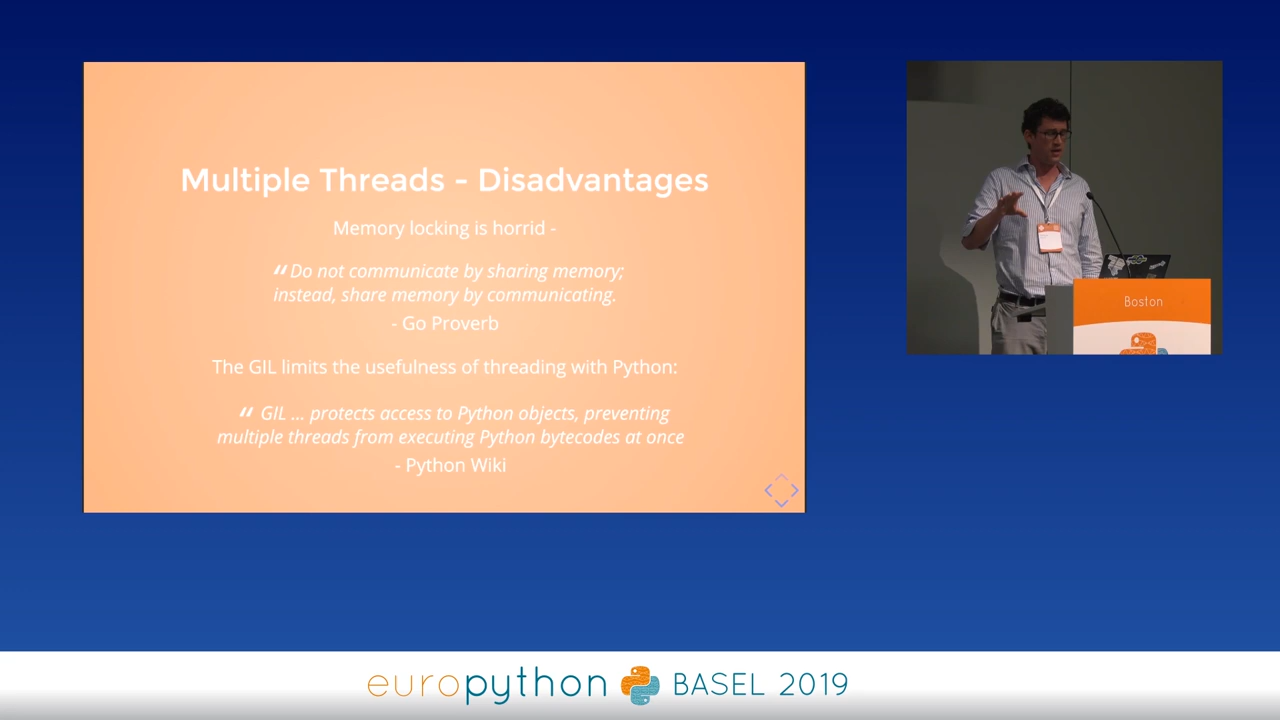 Multiple Threads - Disadvantages
Memory locking is horrid -
“ Do not communicate by sharing memory;
instead, share memory by communicating.
- Go Proverb
The GIL limits the usefulness of threading with Python:
“ GIL ... protects access to Python objects, preventing
multiple threads from executing Python bytecodes at once
- Python Wiki
Boston
europython BASEL 2019